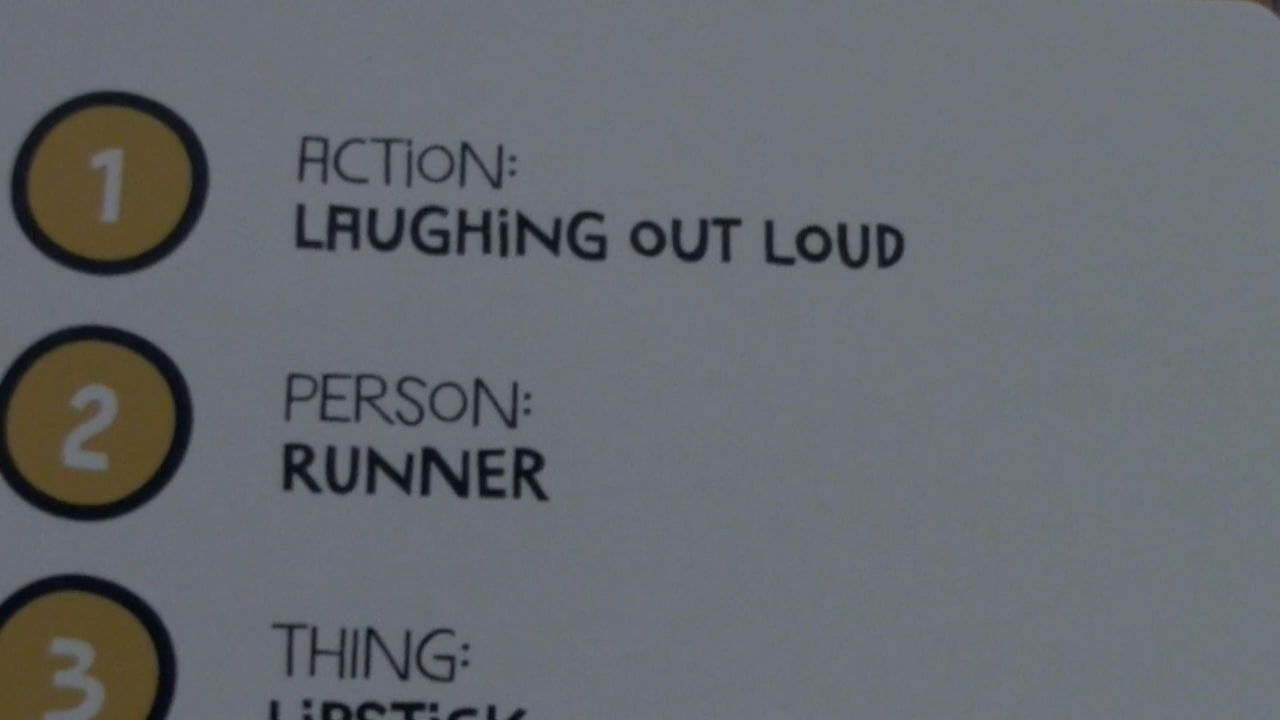 1
ACTiON:
LAUGHiNG OUT LOUD
2
PERSON:
RUNNER
3
THING:
LiPSTiCK